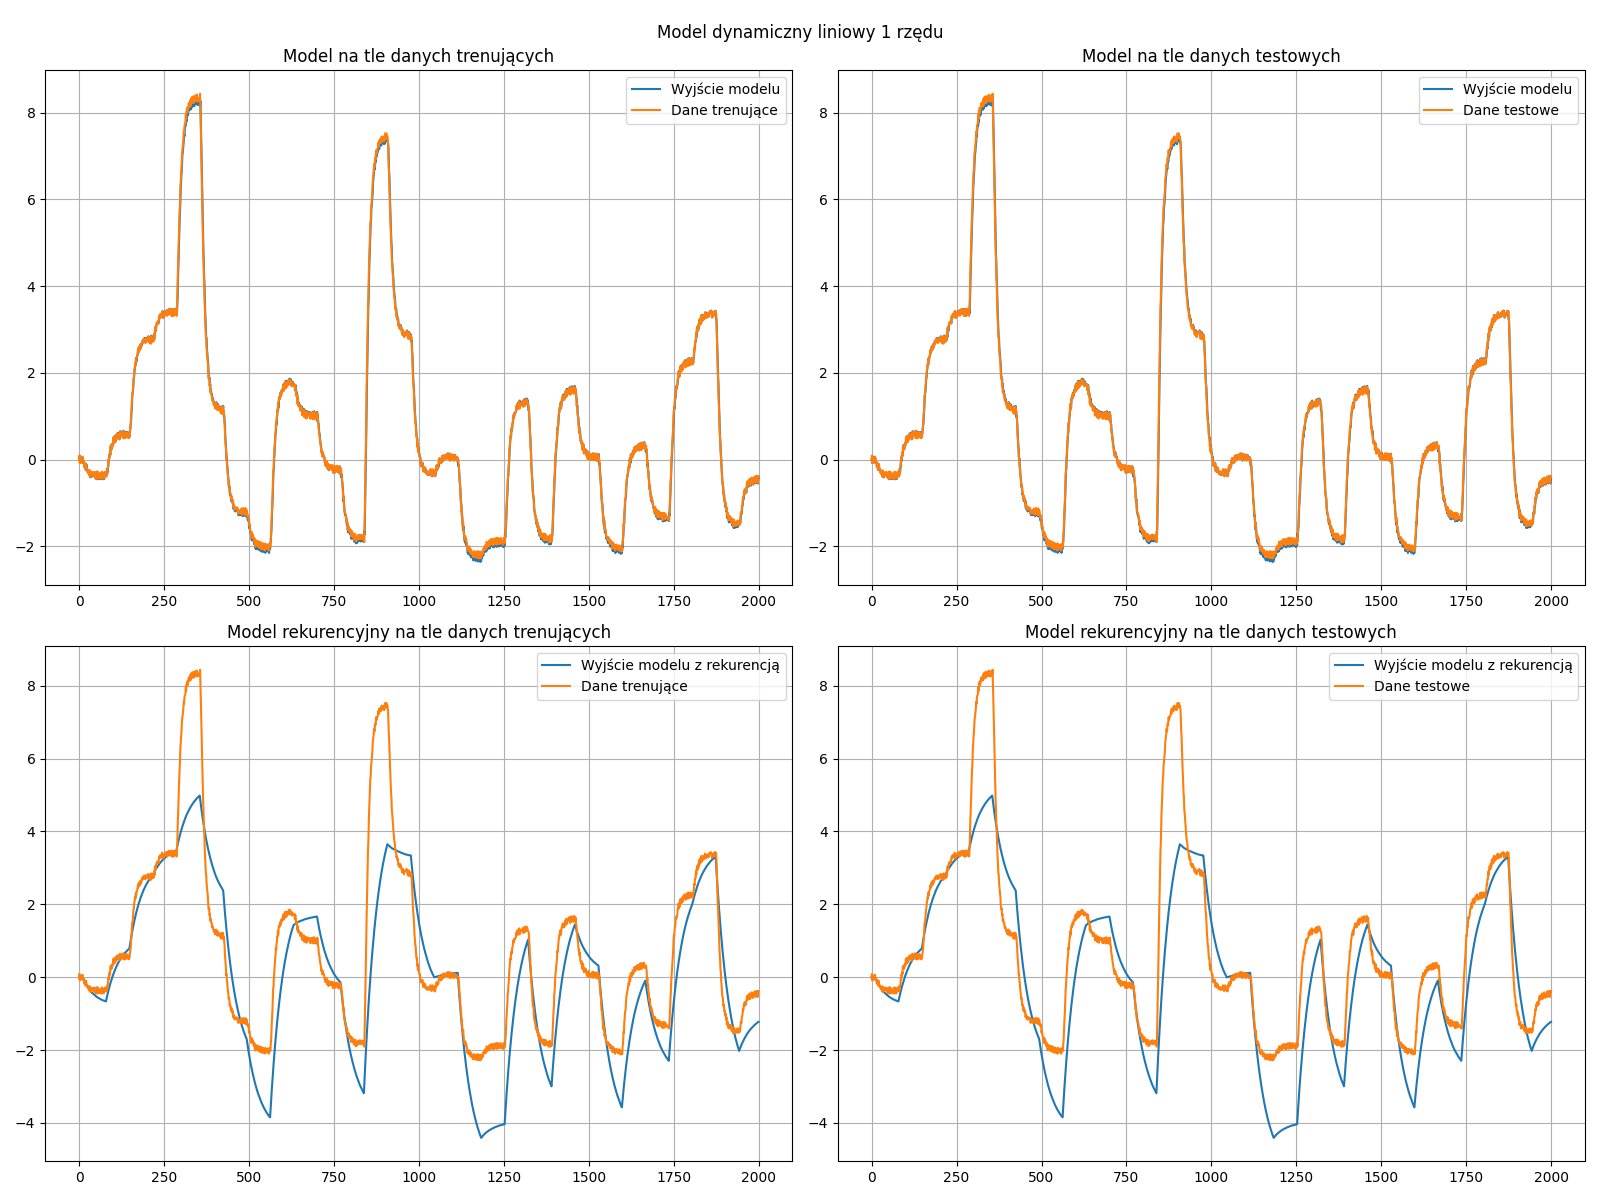 Model dynamiczny liniowy 1 rzędu
Model na tle danych trenujących
Wyjście modelu
Dane trenujące
8
6
4
2
0
−2
0 250 500 750 1000 1250 1500 1750 2000
Model na tle danych testowych
Wyjście modelu
Dane testowe
8
6
4
2
0
−2
0 250 500 750 1000 1250 1500 1750 2000
Model rekurencyjny na tle danych trenujących
Wyjście modelu z rekurencją
Dane trenujące
8
6
4
2
0
−2
−4
0 250 500 750 1000 1250 1500 1750 2000
Model rekurencyjny na tle danych testowych
Wyjście modelu z rekurencją
Dane testowe
8
6
4
2
0
−2
−4
0 250 500 750 1000 1250 1500 1750 2000